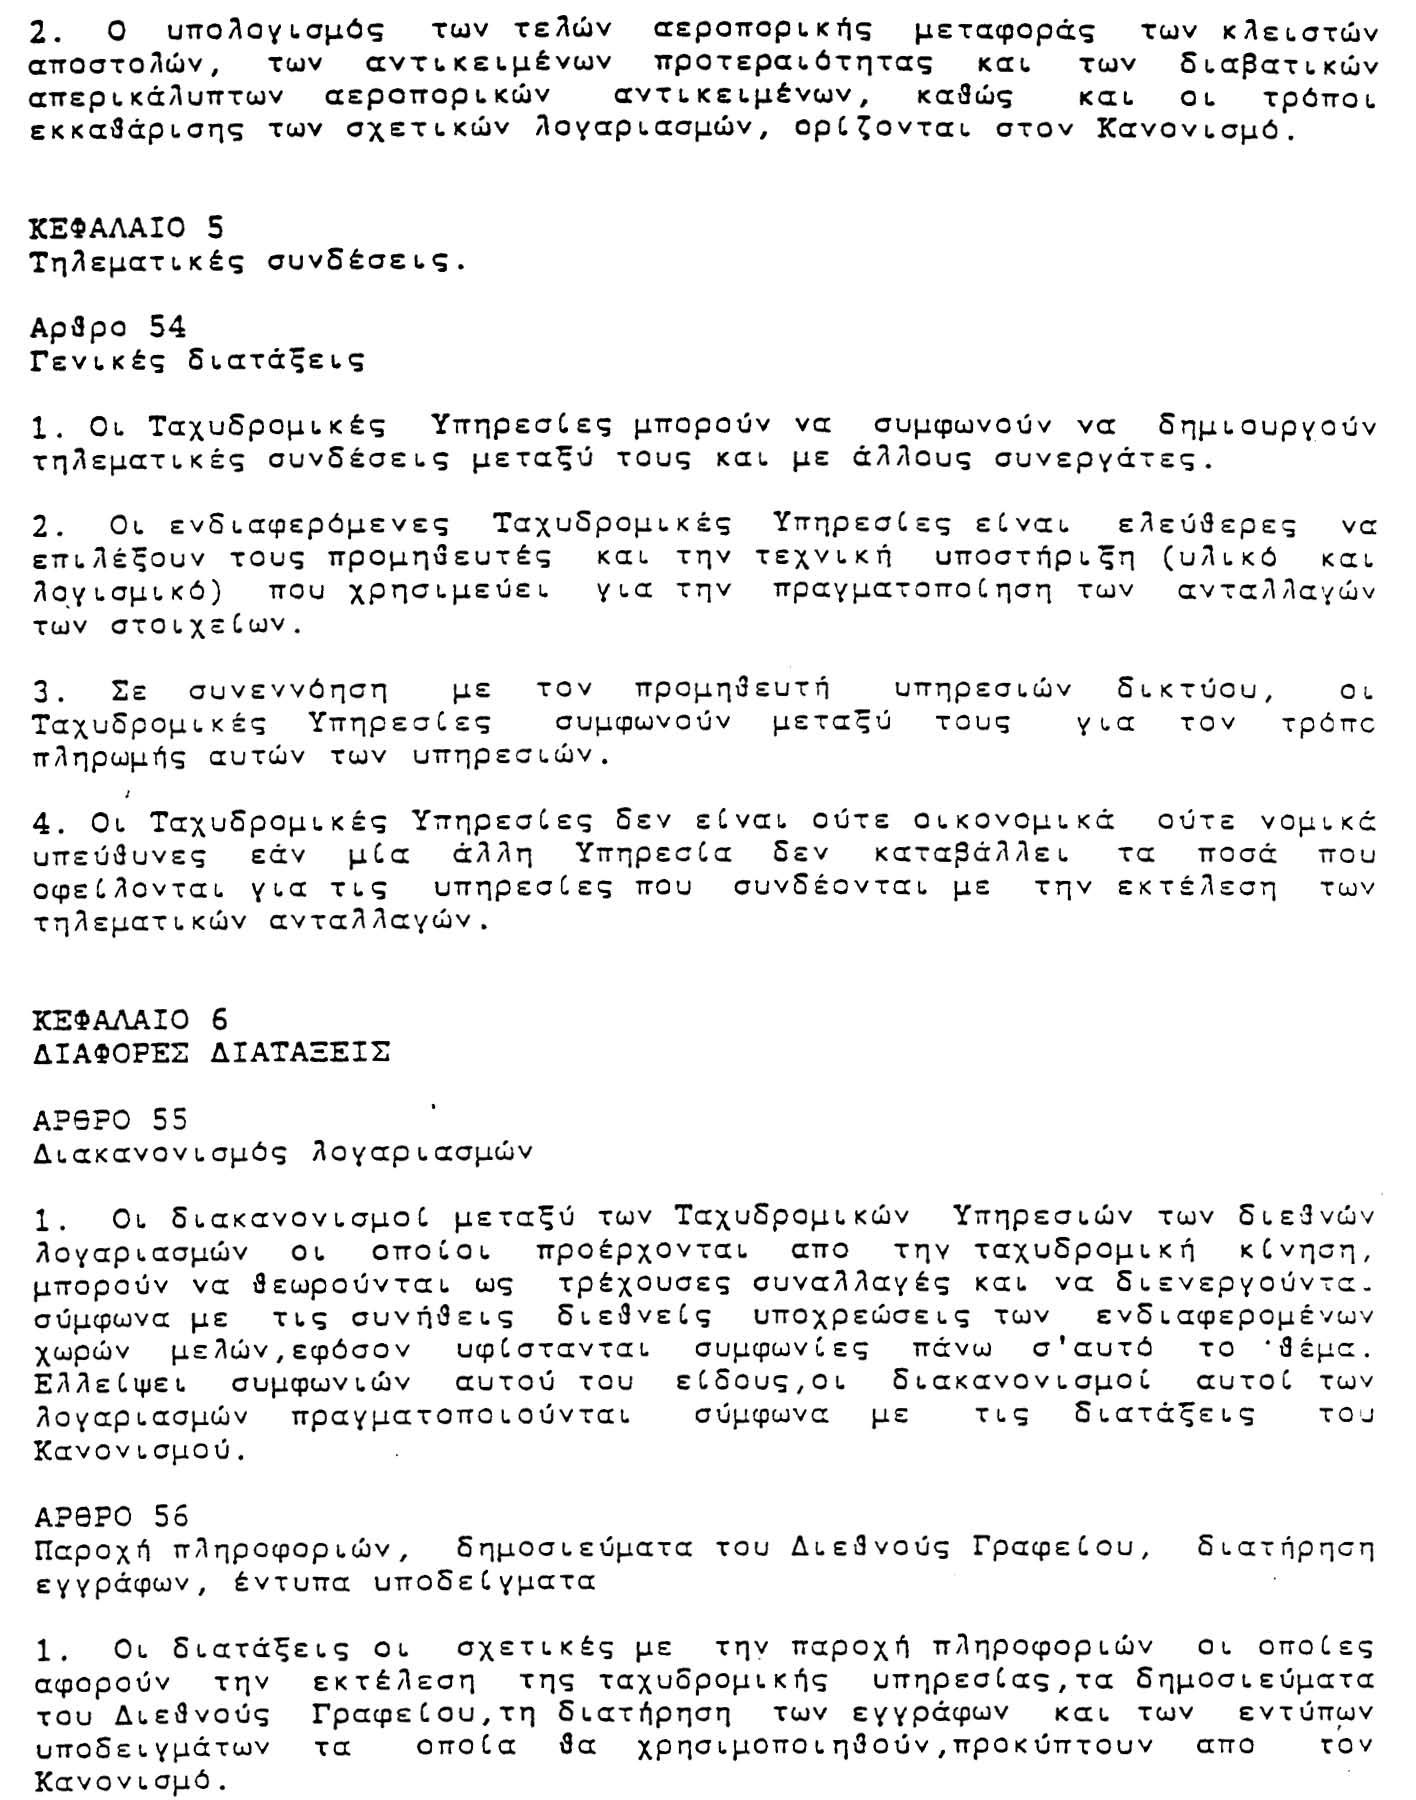 2. Ο υπολογισμός των τελών αεροπορικής μεταφοράς των κλειστών
αποστολών, των αντικειμένων προτεραιότητας και των διαβατικών
απερικάλυπτων αεροπορικών αντικειμένων, καθώς και οι τρόποι
εκκαθάρισης των σχετικών λογαριασμών, ορίζονται στον Κανονισμό.
ΚΕΦΑΛΑΙΟ 5
Τηλεματικές συνδέσεις.
Αρθρο 54
Γενικές διατάξεις
1. Οι Ταχυδρομικές Υπηρεσίες μπορούν να συμφωνούν να δημιουργούν
τηλεματικές συνδέσεις μεταξύ τους και με άλλους συνεργάτες.
2. Οι ενδιαφερόμενες Ταχυδρομικές Υπηρεσίες είναι ελεύθερες να
επιλέξουν τους προμηθευτές και την τεχνική υποστήριξη (υλικό και
λογισμικό) που χρησιμεύει για την πραγματοποίηση των ανταλλαγών
των στοιχείων.
3. Σε συνεννόηση με τον προμηθευτή υπηρεσιών δικτύου, οι
Ταχυδρομικές Υπηρεσίες συμφωνούν μεταξύ τους για τον τρόπο
πληρωμής αυτών των υπηρεσιών.
4. Οι Ταχυδρομικές Υπηρεσίες δεν είναι ούτε οικονομικά ούτε νομικά
υπεύθυνες εάν μία άλλη Υπηρεσία δεν καταβάλλει τα ποσά που
οφείλονται για τις υπηρεσίες που συνδέονται με την εκτέλεση των
τηλεματικών ανταλλαγών.
ΚΕΦΑΛΑΙΟ 6
ΔΙΑΦΟΡΕΣ ΔΙΑΤΑΞΕΙΣ
ΑΡΘΡΟ 55
Διακανονισμός λογαριασμών
1. Οι διακανονισμοί μεταξύ των Ταχυδρομικών Υπηρεσιών των διεθνών
λογαριασμών οι οποίοι προέρχονται απο την ταχυδρομική κίνηση,
μπορούν να θεωρούνται ως τρέχουσες συναλλαγές και να διενεργούνται
σύμφωνα με τις συνήθεις διεθνείς υποχρεώσεις των ενδιαφερομένων
χωρών μελών,εφόσον υφίστανται συμφωνίες πάνω σ'αυτό το θέμα.
Ελλείψει συμφωνιών αυτού του είδους,οι διακανονισμοί αυτοί των
λογαριασμών πραγματοποιούνται σύμφωνα με τις διατάξεις του
Κανονισμού.
ΑΡΘΡΟ 56
Παροχή πληροφοριών, δημοσιεύματα του Διεθνούς Γραφείου, διατήρηση
εγγράφων, έντυπα υποδείγματα
1. Οι διατάξεις οι σχετικές με την παροχή πληροφοριών οι οποίες
αφορούν την εκτέλεση της ταχυδρομικής υπηρεσίας,τα δημοσιεύματα
του Διεθνούς Γραφείου,τη διατήρηση των εγγράφων και των εντύπων
υποδειγμάτων τα οποία θα χρησιμοποιηθούν,προκύπτουν απο τον
Κανονισμό.